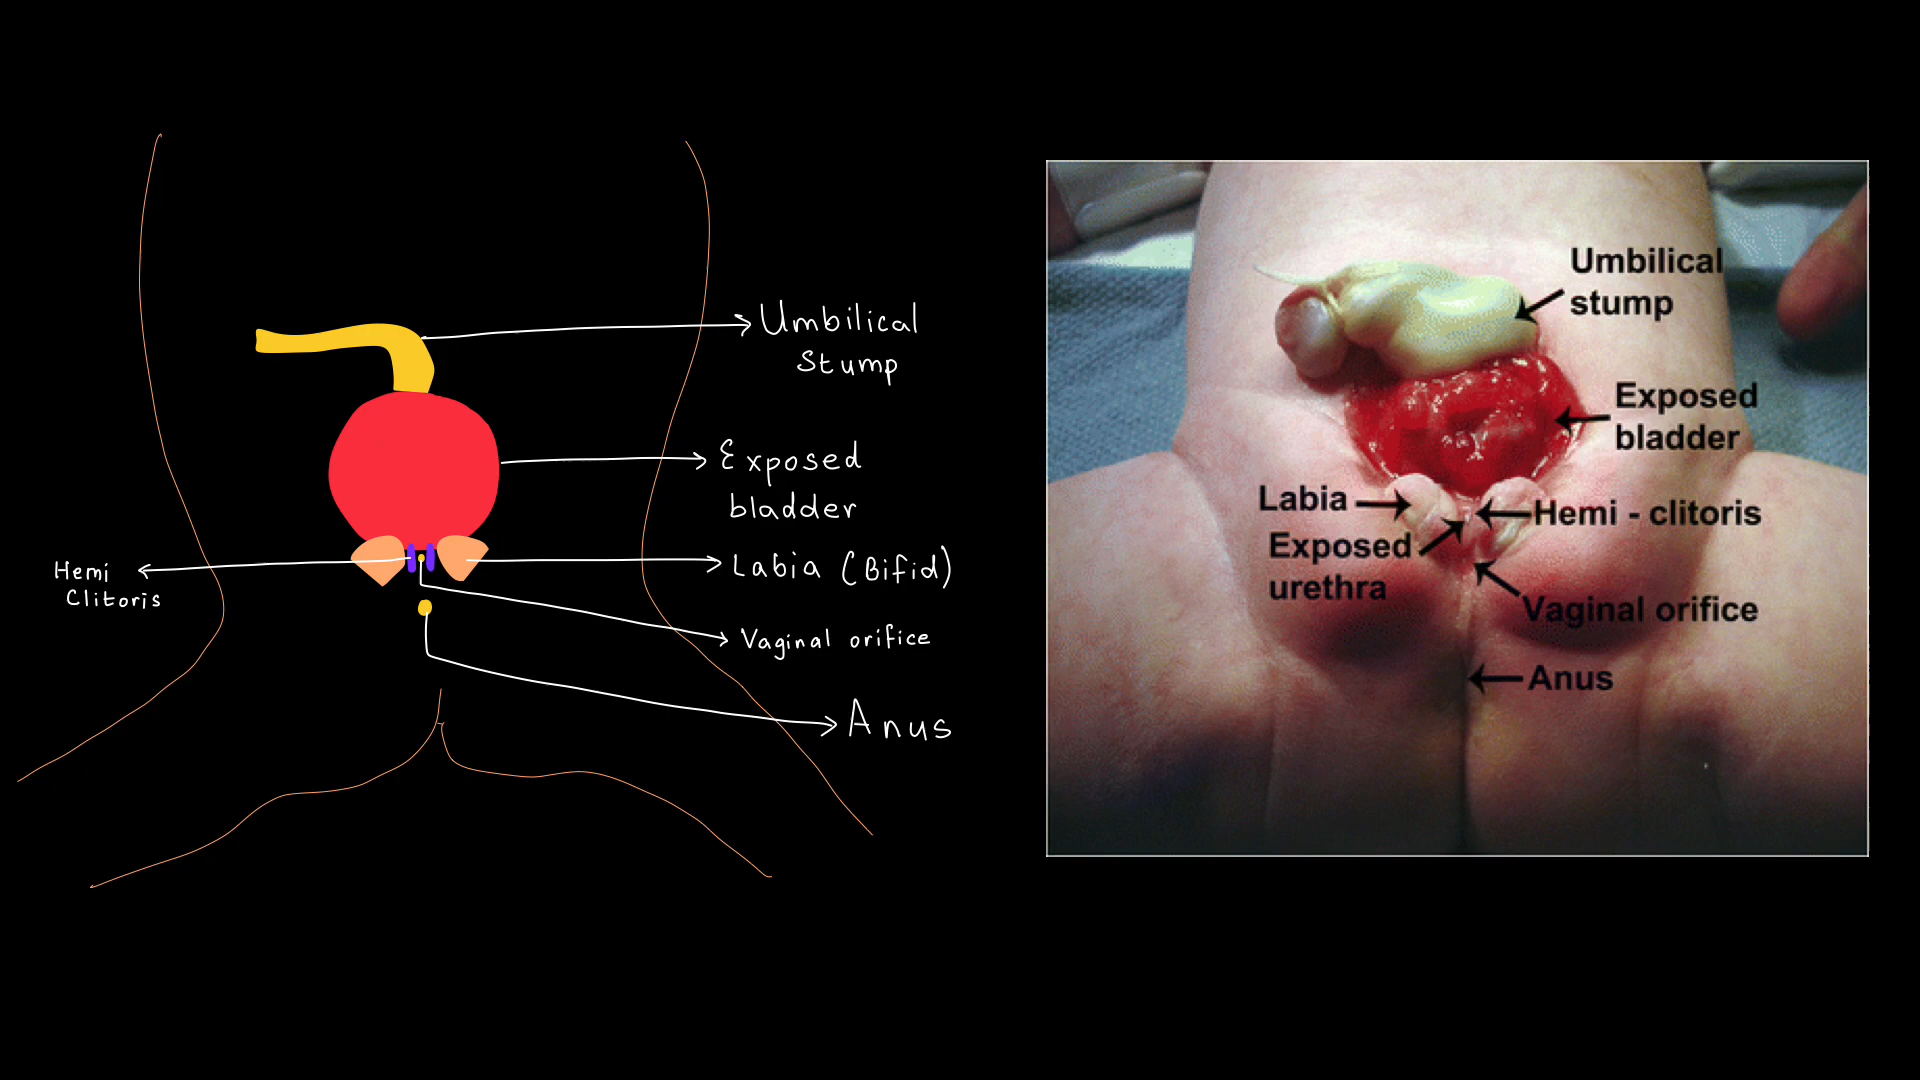 Umbilical
Stump
Exposed
bladder
Hemi
Clitoris
Labia (Bifid)
Vaginal orifice
Anus
Umbilical
stump
Exposed
bladder
Labia
Hemi - clitoris
Exposed
urethra
Vaginal orifice
Anus